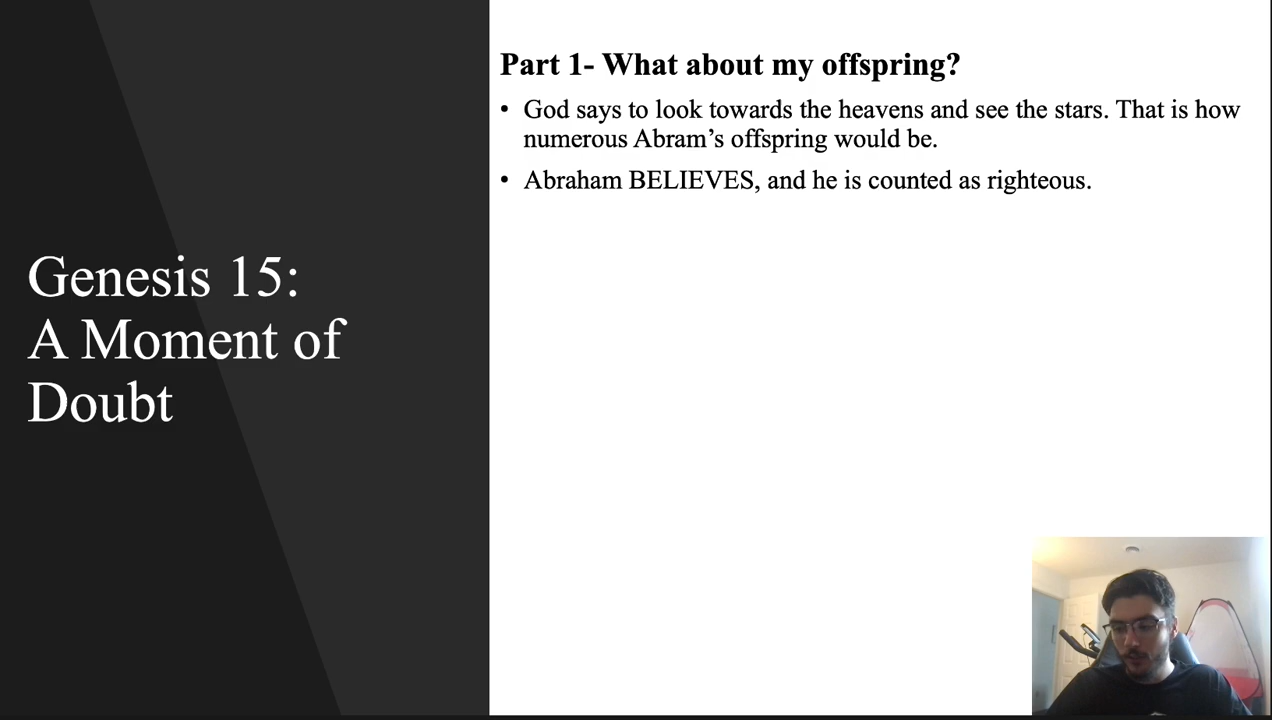 Genesis 15:
A Moment of
Doubt
Part 1- What about my offspring?
• God says to look towards the heavens and see the stars. That is how
numerous Abram’s offspring would be.
• Abraham BELIEVES, and he is counted as righteous.